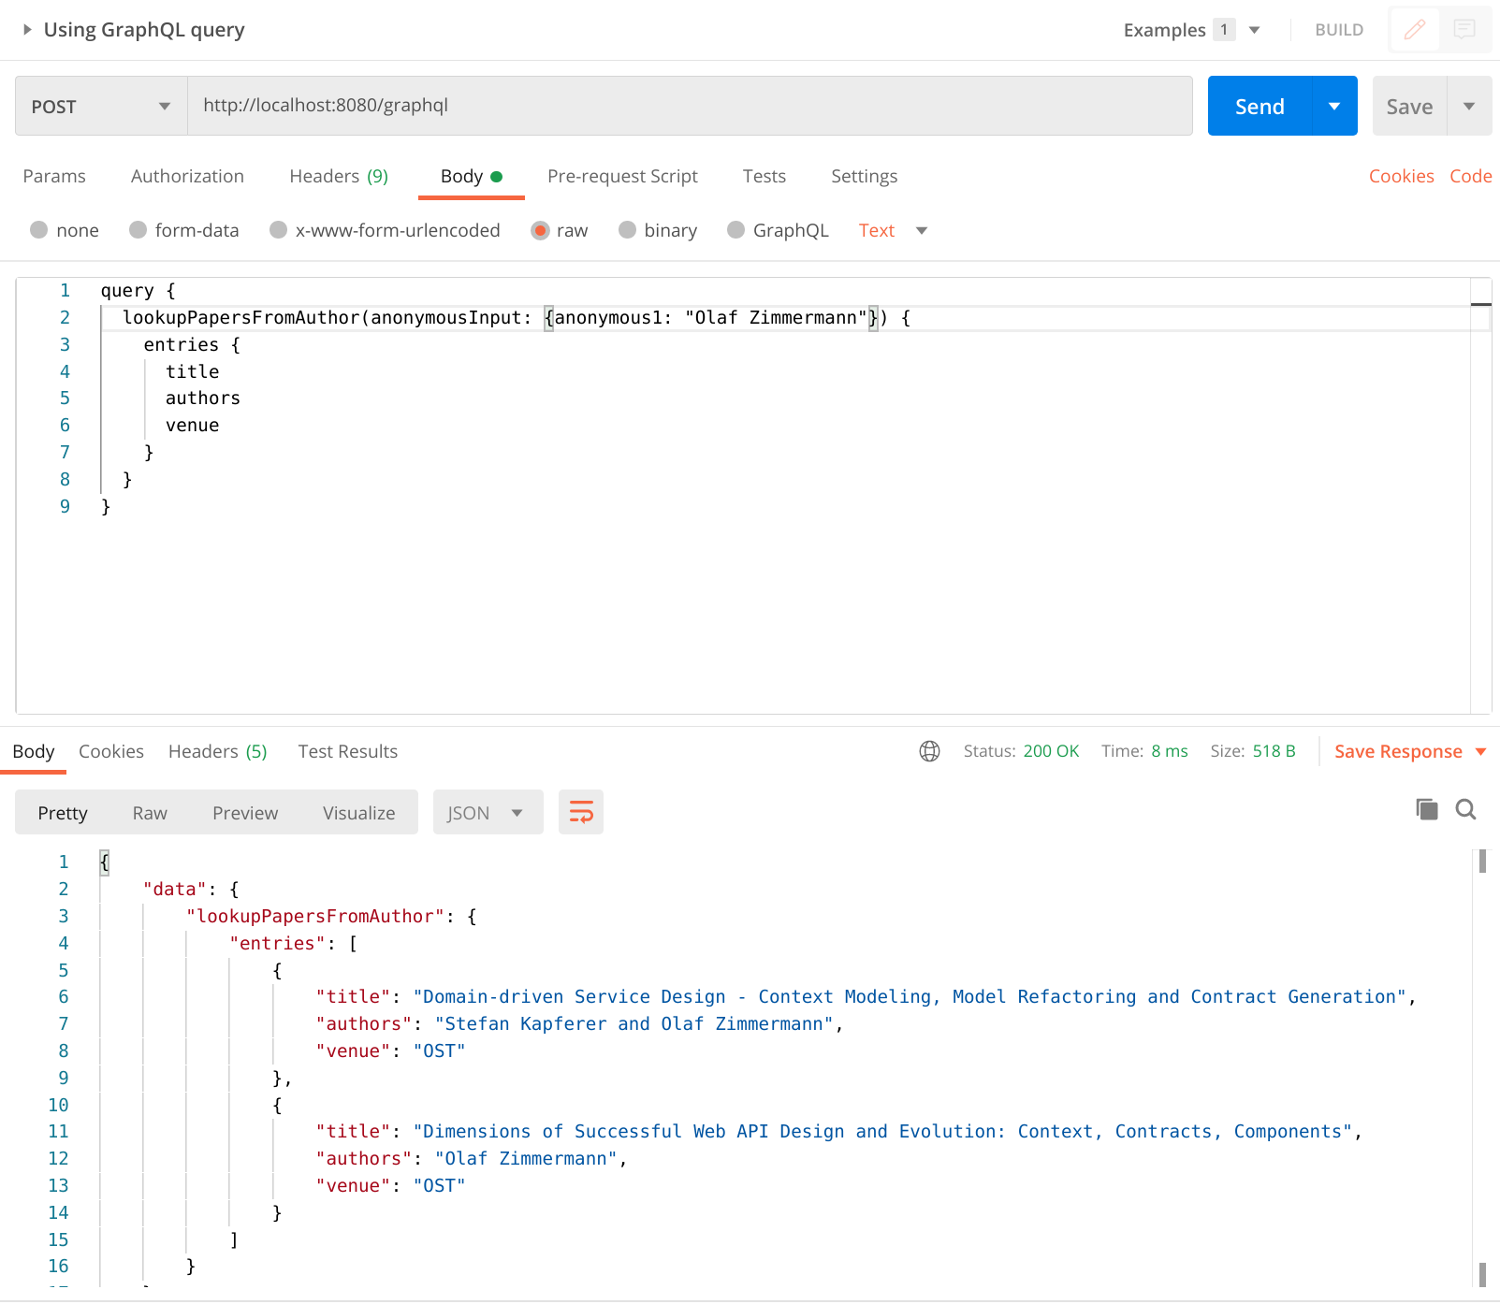 Using GraphQL query
Examples 1
BUILD
POST
http://localhost:8080/graphql
Send
Save
Params Authorization Headers (9) Body Pre-request Script Tests Settings Cookies Code
none form-data x-www-form-urlencoded raw binary GraphQL Text
1 query {
2 lookupPapersFromAuthor(anonymousInput: {anonymous1: "Olaf Zimmermann"}) {
3 entries {
4 title
5 authors
6 venue
7 }
8 }
9 }
Body Cookies Headers (5) Test Results Status: 200 OK Time: 8 ms Size: 518 B Save Response
Pretty Raw Preview Visualize JSON
1 {
2 "data": {
3 "lookupPapersFromAuthor": {
4 "entries": [
5 {
6 "title": "Domain-driven Service Design - Context Modeling, Model Refactoring and Contract Generation",
7 "authors": "Stefan Kapferer and Olaf Zimmermann",
8 "venue": "OST"
9 },
10 {
11 "title": "Dimensions of Successful Web API Design and Evolution: Context, Contracts, Components",
12 "authors": "Olaf Zimmermann",
13 "venue": "OST"
14 }
15 ]
16 }